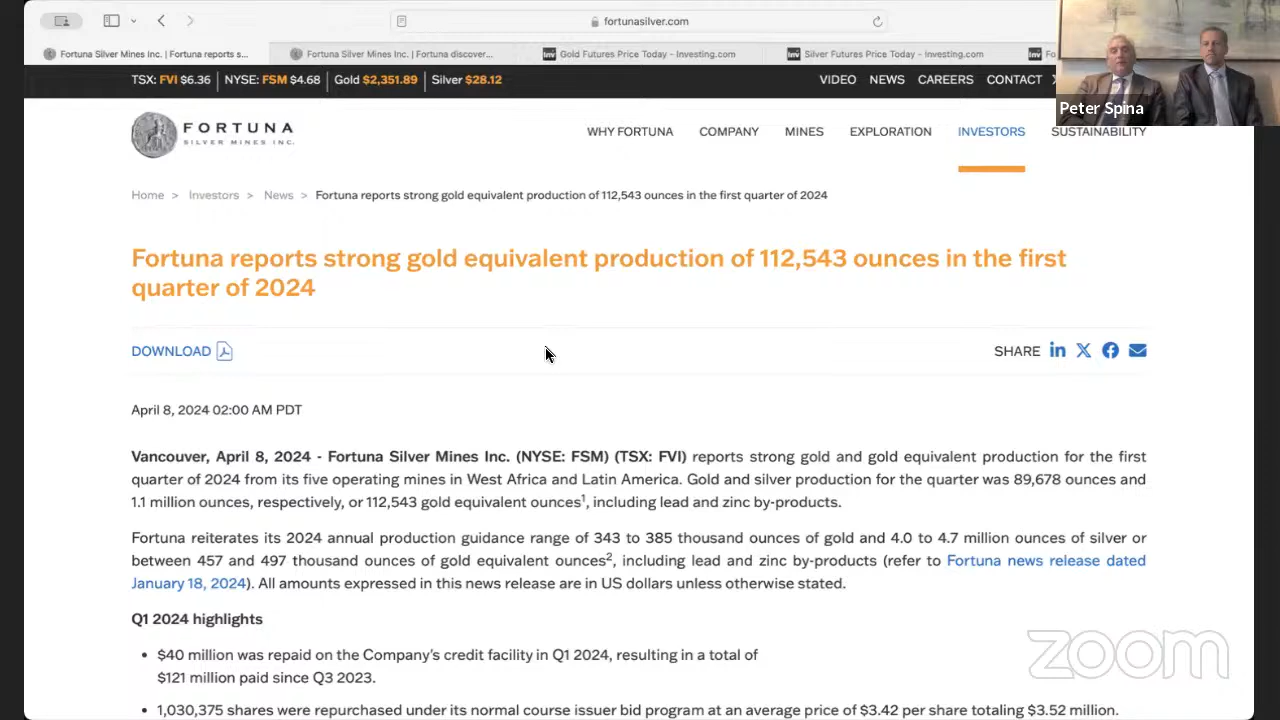 fortunasilver.com
Fortuna Silver Mines Inc. | Fortuna reports s...
Fortuna Silver Mines Inc. | Fortuna discover...
Inv
Gold Futures Price Today - Investing.com
Inv
Silver Futures Price Today - Investing.com
Inv
Fo
TSX: FVI $6.36 | NYSE: FSM $4.68 | Gold $2,351.89 | Silver $28.12
VIDEO NEWS CAREERS CONTACT
Peter Spina
FORTUNA
SILVER MINES INC.
WHY FORTUNA COMPANY MINES EXPLORATION INVESTORS SUSTAINABILITY
Home > Investors > News > Fortuna reports strong gold equivalent production of 112,543 ounces in the first quarter of 2024
Fortuna reports strong gold equivalent production of 112,543 ounces in the first
quarter of 2024
DOWNLOAD
SHARE
April 8, 2024 02:00 AM PDT
Vancouver, April 8, 2024 - Fortuna Silver Mines Inc. (NYSE: FSM) (TSX: FVI) reports strong gold and gold equivalent production for the first
quarter of 2024 from its five operating mines in West Africa and Latin America. Gold and silver production for the quarter was 89,678 ounces and
1.1 million ounces, respectively, or 112,543 gold equivalent ounces¹, including lead and zinc by-products.
Fortuna reiterates its 2024 annual production guidance range of 343 to 385 thousand ounces of gold and 4.0 to 4.7 million ounces of silver or
between 457 and 497 thousand ounces of gold equivalent ounces², including lead and zinc by-products (refer to Fortuna news release dated
January 18, 2024). All amounts expressed in this news release are in US dollars unless otherwise stated.
Q1 2024 highlights
• $40 million was repaid on the Company's credit facility in Q1 2024, resulting in a total of
$121 million paid since Q3 2023.
• 1,030,375 shares were repurchased under its normal course issuer bid program at an average price of $3.42 per share totaling $3.52 million.
zoom